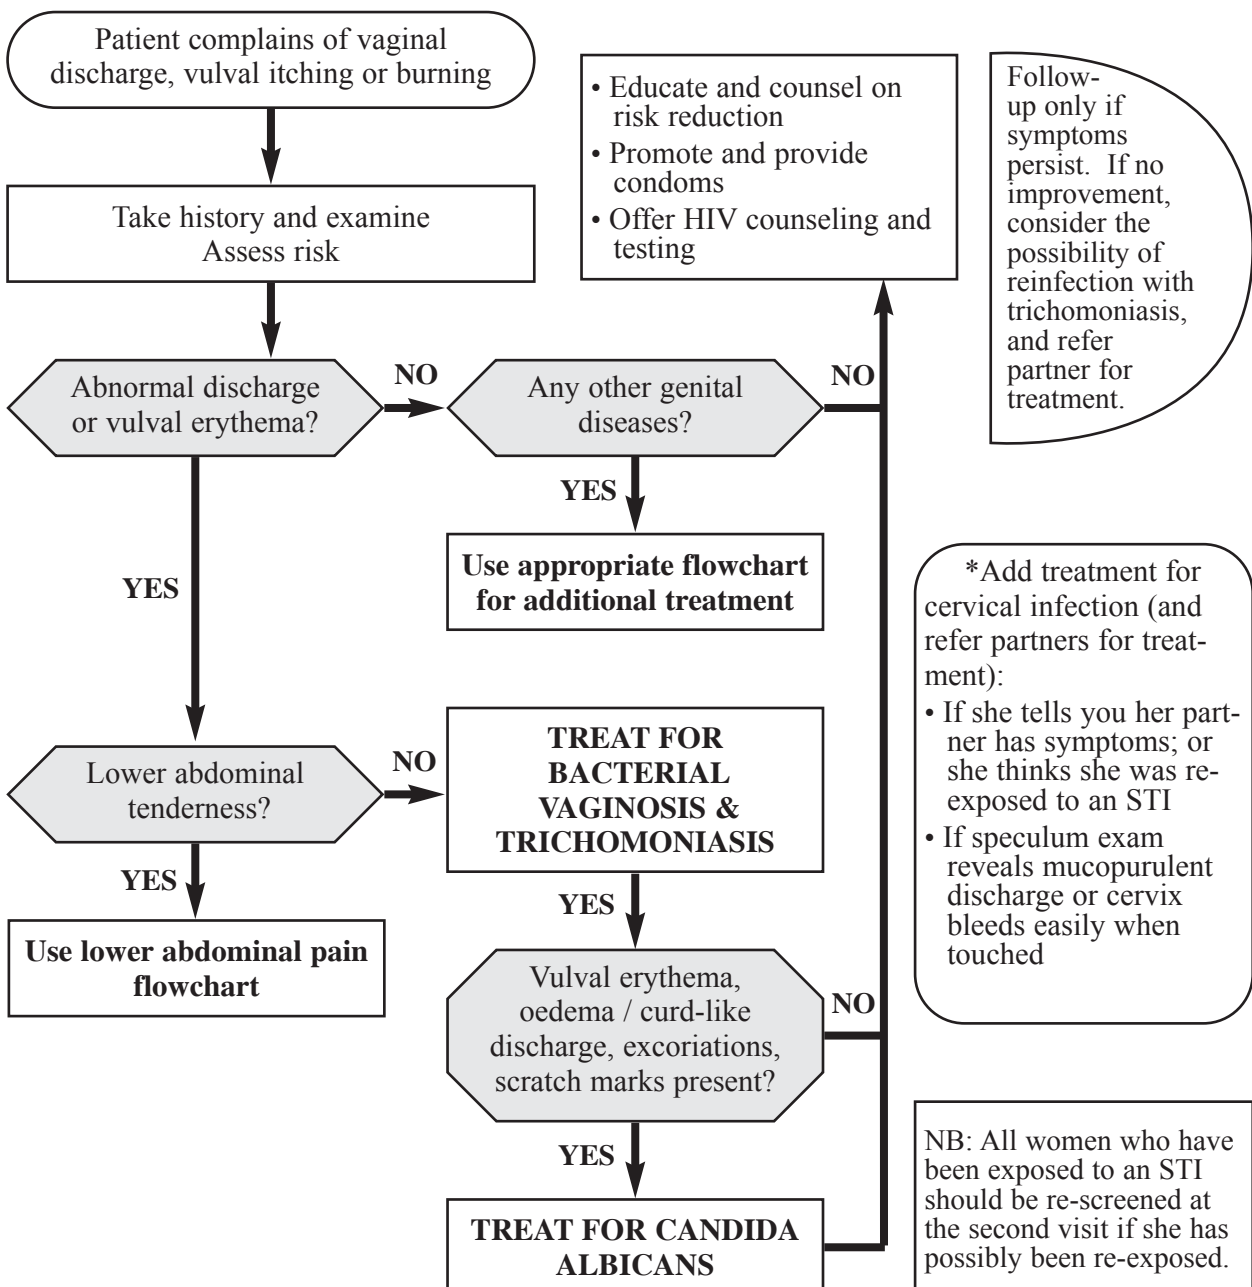 Patient complains of vaginal
discharge, vulval itching or burning
Take history and examine
Assess risk
Abnormal discharge
or vulval erythema?
NO
Any other genital
diseases?
NO
• Educate and counsel on
risk reduction
• Promote and provide
condoms
• Offer HIV counseling and
testing
Follow-
up only if
symptoms
persist. If no
improvement,
consider the
possibility of
reinfection with
trichomoniasis,
and refer
partner for
treatment.
YES
Use appropriate flowchart
for additional treatment
YES
Lower abdominal
tenderness?
NO
TREAT FOR
BACTERIAL
VAGINOSIS &
TRICHOMONIASIS
YES
Use lower abdominal pain
flowchart
YES
Vulval erythema,
oedema / curd-like
discharge, excoriations,
scratch marks present?
NO
YES
TREAT FOR CANDIDA
ALBICANS
*Add treatment for
cervical infection (and
refer partners for treat-
ment):
• If she tells you her part-
ner has symptoms; or
she thinks she was re-
exposed to an STI
• If speculum exam
reveals mucopurulent
discharge or cervix
bleeds easily when
touched
NB: All women who have
been exposed to an STI
should be re-screened at
the second visit if she has
possibly been re-exposed.